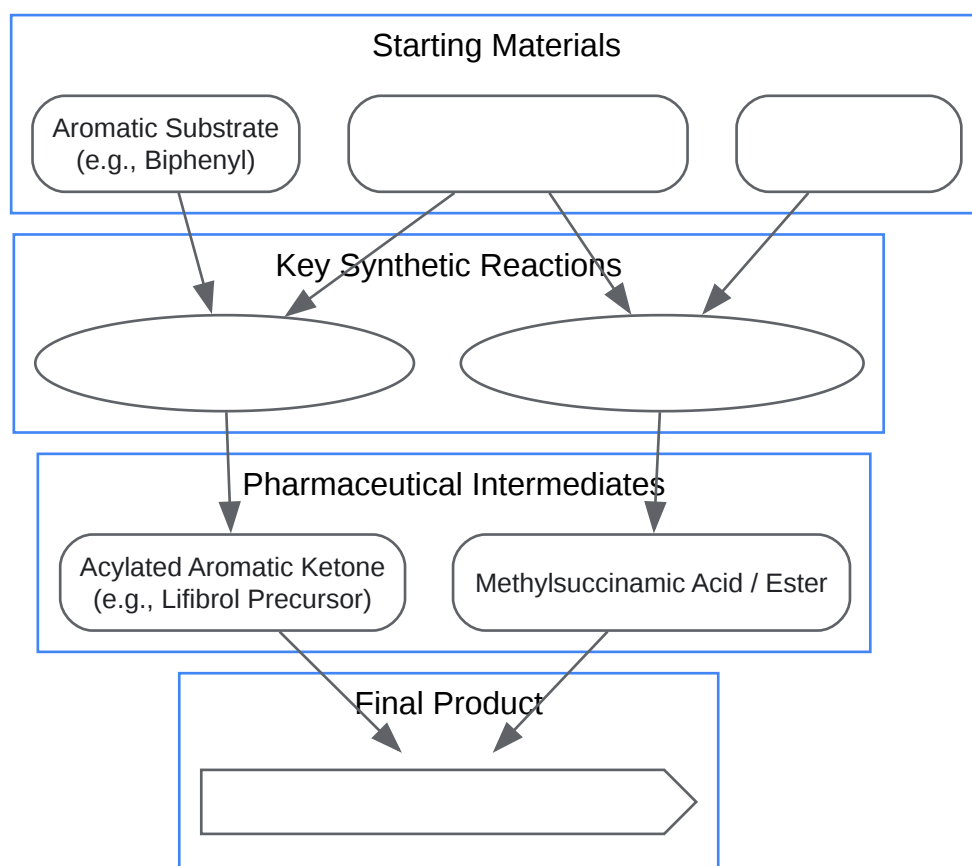 Starting Materials
Aromatic Substrate
(e.g., Biphenyl)
Key Synthetic Reactions
Pharmaceutical Intermediates
Acylated Aromatic Ketone
(e.g., Lifibrol Precursor)
Methylsuccinamic Acid / Ester
Final Product